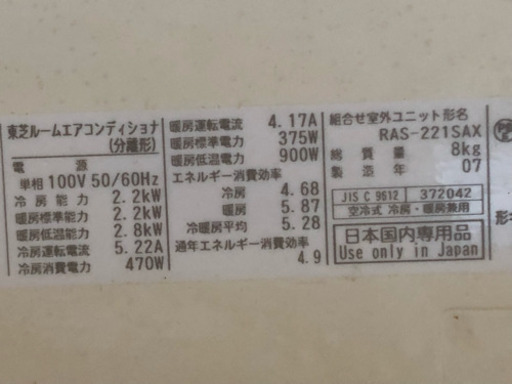 東芝ルームエアコンディショナ
(分離形)
電 源
単相 100V 50/60Hz
冷房能力 2.2kW
暖房標準能力 2.2kW
暖房低温能力 2.8kW
冷房運転電流 5.22A
冷房消費電力 470W
暖房運転電流 4.17A
暖房標準電力 375W
暖房低温電力 900W
エネルギー消費効率
冷房 4.68
暖房 5.87
冷暖房平均 5.28
通年エネルギー消費効率
4.9
組合せ室外ユニット形名
RAS-221SAX
総質量 8kg
製造年 07
JIS C 9612 372042
空冷式 冷房・暖房兼用
日本国内専用品
Use only in Japan
形名